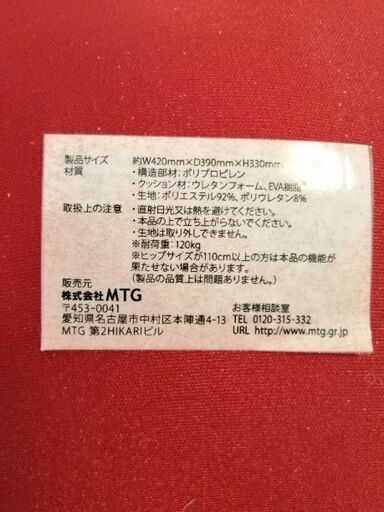 製品サイズ 約W420mm×D390mm×H330mm
材質 ・構造部材：ポリプロピレン
・クッション材：ウレタンフォーム、EVA樹脂
・生地：ポリエステル92%、ポリウレタン8%
取扱上の注意 ・直射日光又は熱を避けてください。
・本品の上で立ち上がらないでください。
・生地は取り外しできません。
※耐荷重：120kg
※ヒップサイズが110cm以上の方は本品の機能が
果たせない場合があります。
（製品の品質上は問題ありません。）
販売元
株式会社MTG
〒453-0041
愛知県名古屋市中村区本陣通4-13
MTG 第2HIKARIビル
お客様相談室
TEL 0120-315-332
URL http://www.mtg.gr.jp